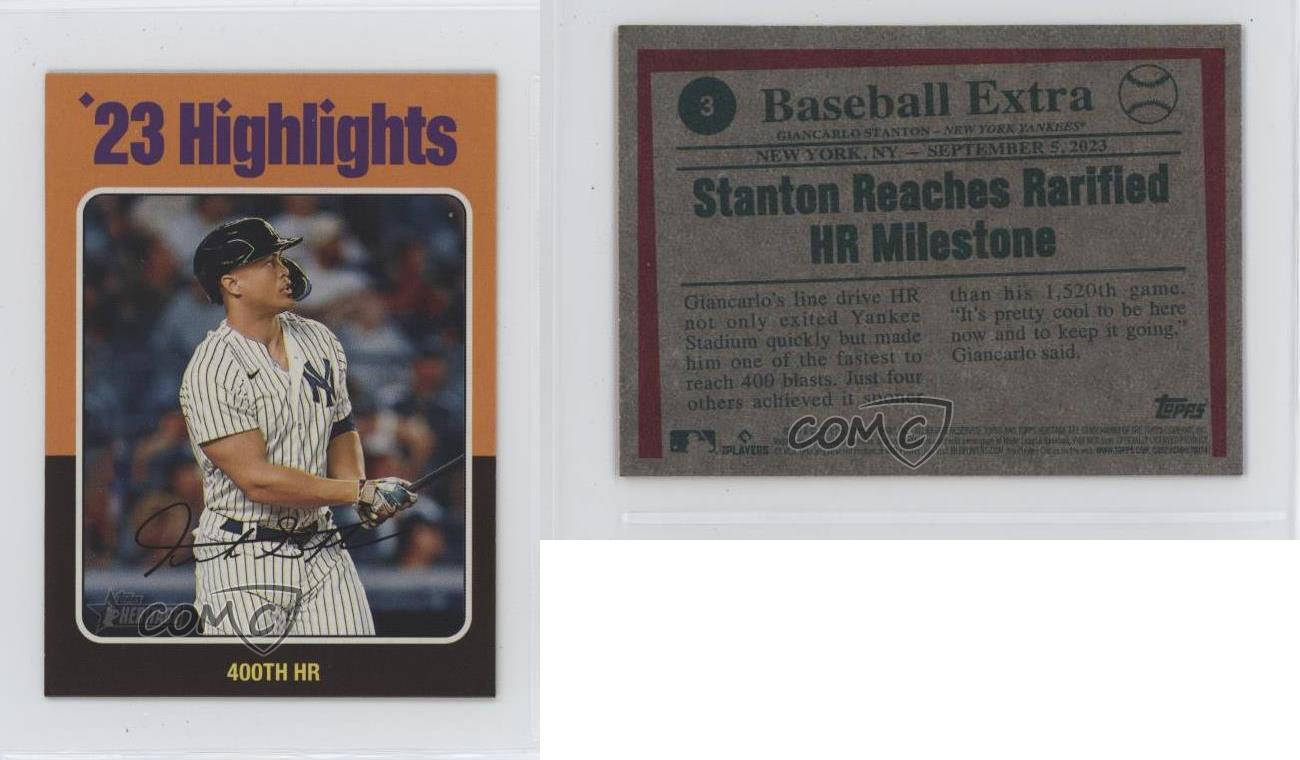 '23 Highlights
Topps
HERITAGE
COMC
400TH HR
3
Baseball Extra
GIANCARLO STANTON – NEW YORK YANKEES®
NEW YORK, NY – SEPTEMBER 5, 2023
Stanton Reaches Rarified
HR Milestone
Giancarlo's line drive HR
not only exited Yankee
Stadium quickly but made
him one of the fastest to
reach 400 blasts. Just four
others achieved it sooner
than his 1,520th game.
"It's pretty cool to be here
now and to keep it going,"
Giancarlo said.
Topps
PLAYERS
COMC